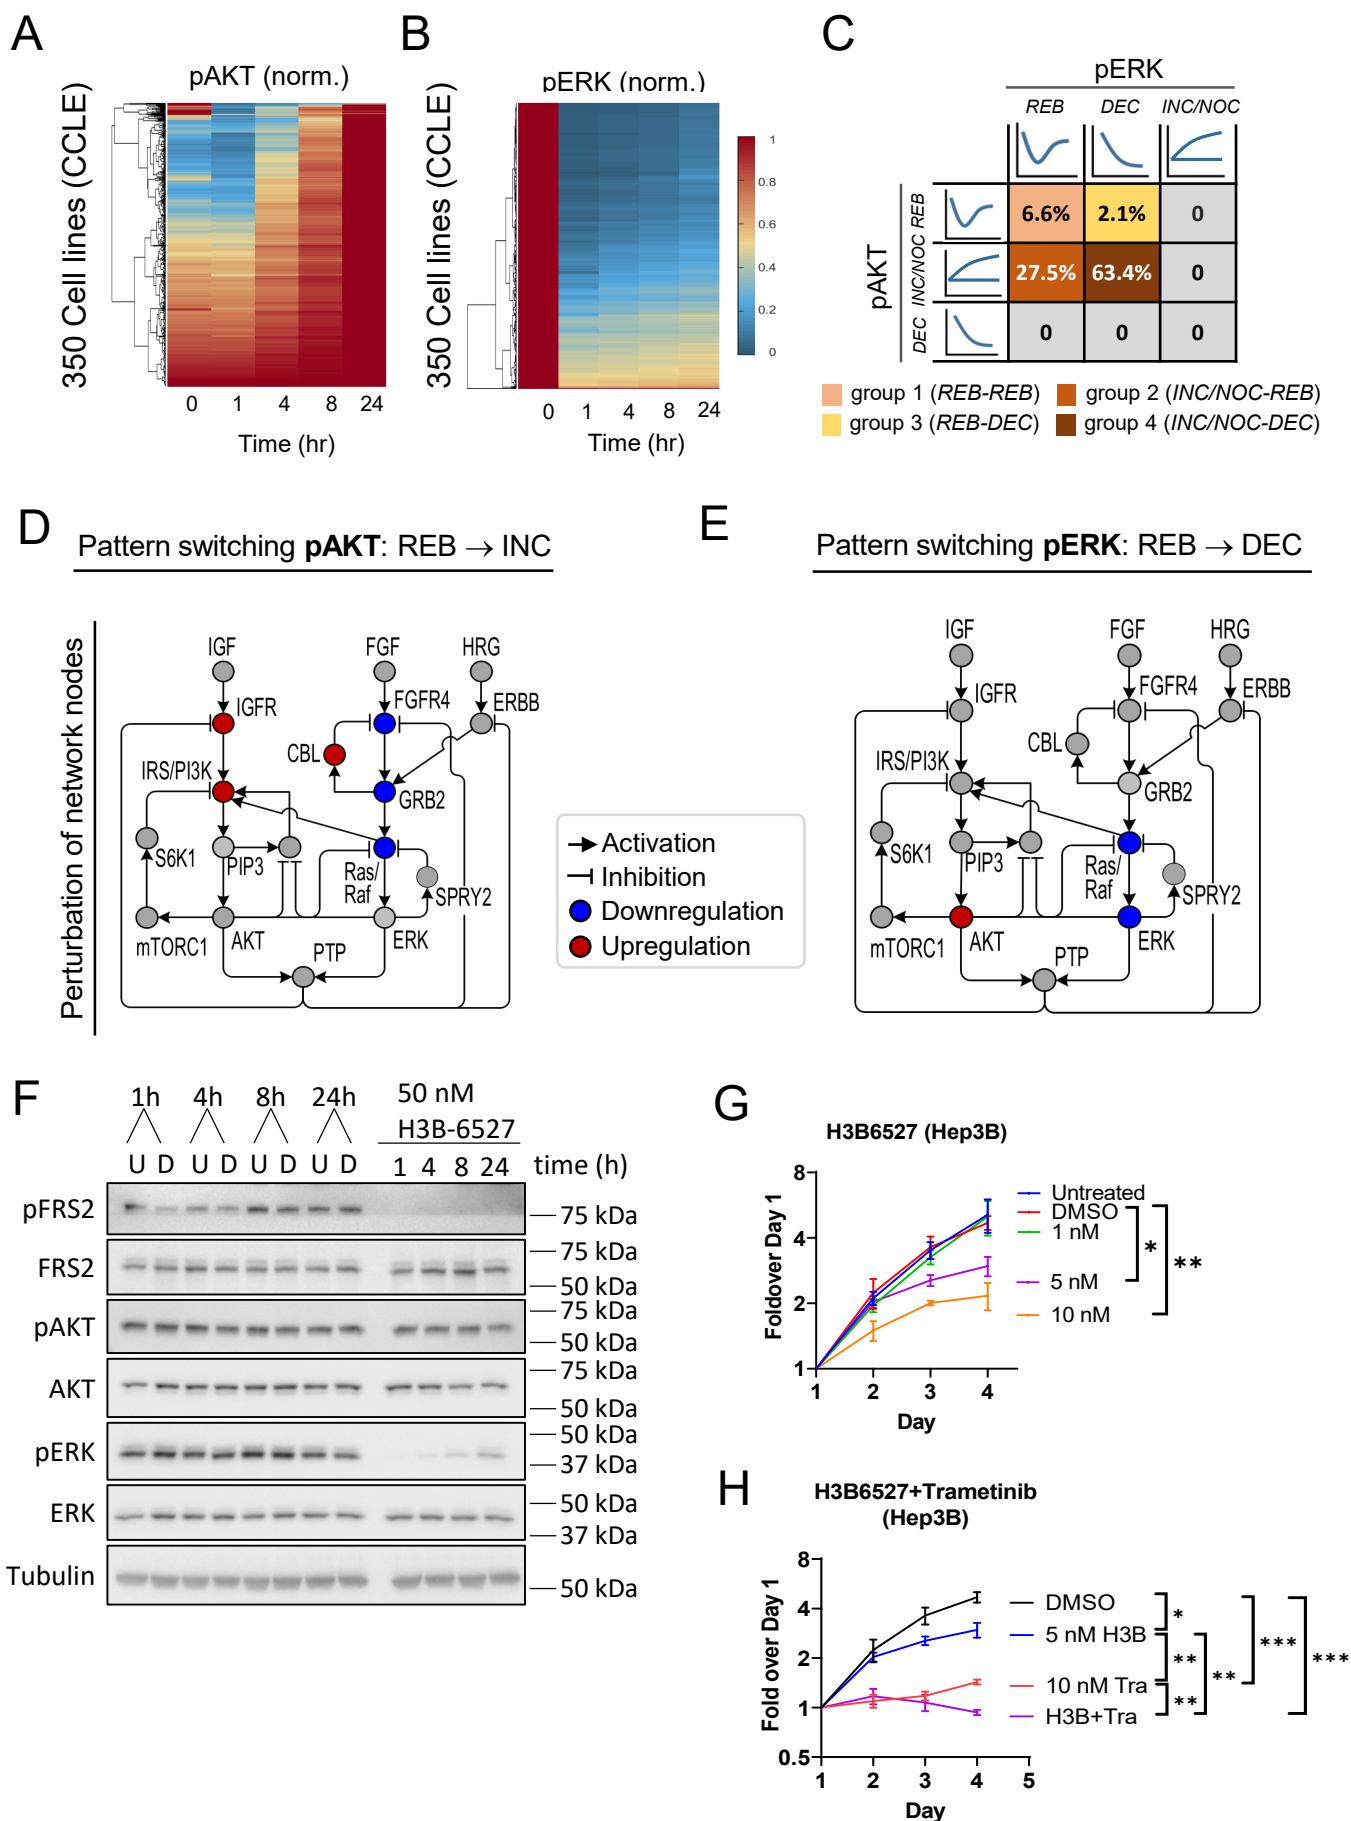 A
pAKT (norm.)
350 Cell lines (CCLE)
0 1 4 8 24
Time (hr)
B
pERK (norm.)
350 Cell lines (CCLE)
0 1 4 8 24
Time (hr)
1
0.8
0.6
0.4
0.2
0
C
pERK
REB DEC INC/NOC
pAKT
REB
INC/NOC
DEC
6.6% 2.1% 0
27.5% 63.4% 0
0 0 0
group 1 (REB-REB) group 2 (INC/NOC-REB)
group 3 (REB-DEC) group 4 (INC/NOC-DEC)
D
Pattern switching pAKT: REB → INC
Perturbation of network nodes
IGF FGF HRG
IGFR FGFR4 ERBB
CBL
IRS/PI3K GRB2
S6K1 PIP3 Ras/
Raf SPRY2
mTORC1 AKT ERK
PTP
Activation
Inhibition
Downregulation
Upregulation
E
Pattern switching pERK: REB → DEC
IGF FGF HRG
IGFR FGFR4 ERBB
CBL
IRS/PI3K GRB2
S6K1 PIP3 Ras/
Raf SPRY2
mTORC1 AKT ERK
PTP
F
1h 4h 8h 24h 50 nM
H3B-6527
U D U D U D U D 1 4 8 24 time (h)
pFRS2
75 kDa
FRS2
75 kDa
50 kDa
pAKT
75 kDa
50 kDa
AKT
75 kDa
50 kDa
pERK
50 kDa
37 kDa
ERK
50 kDa
37 kDa
Tubulin
50 kDa
G
H3B6527 (Hep3B)
Foldover Day 1
8
4
2
1
1 2 3 4
Day
Untreated
DMSO
1 nM
5 nM
10 nM
* **
H
H3B6527+Trametinib
(Hep3B)
Fold over Day 1
8
4
2
1
0.5
1 2 3 4 5
Day
DMSO
5 nM H3B
10 nM Tra
H3B+Tra
*
**
**
**
***
***